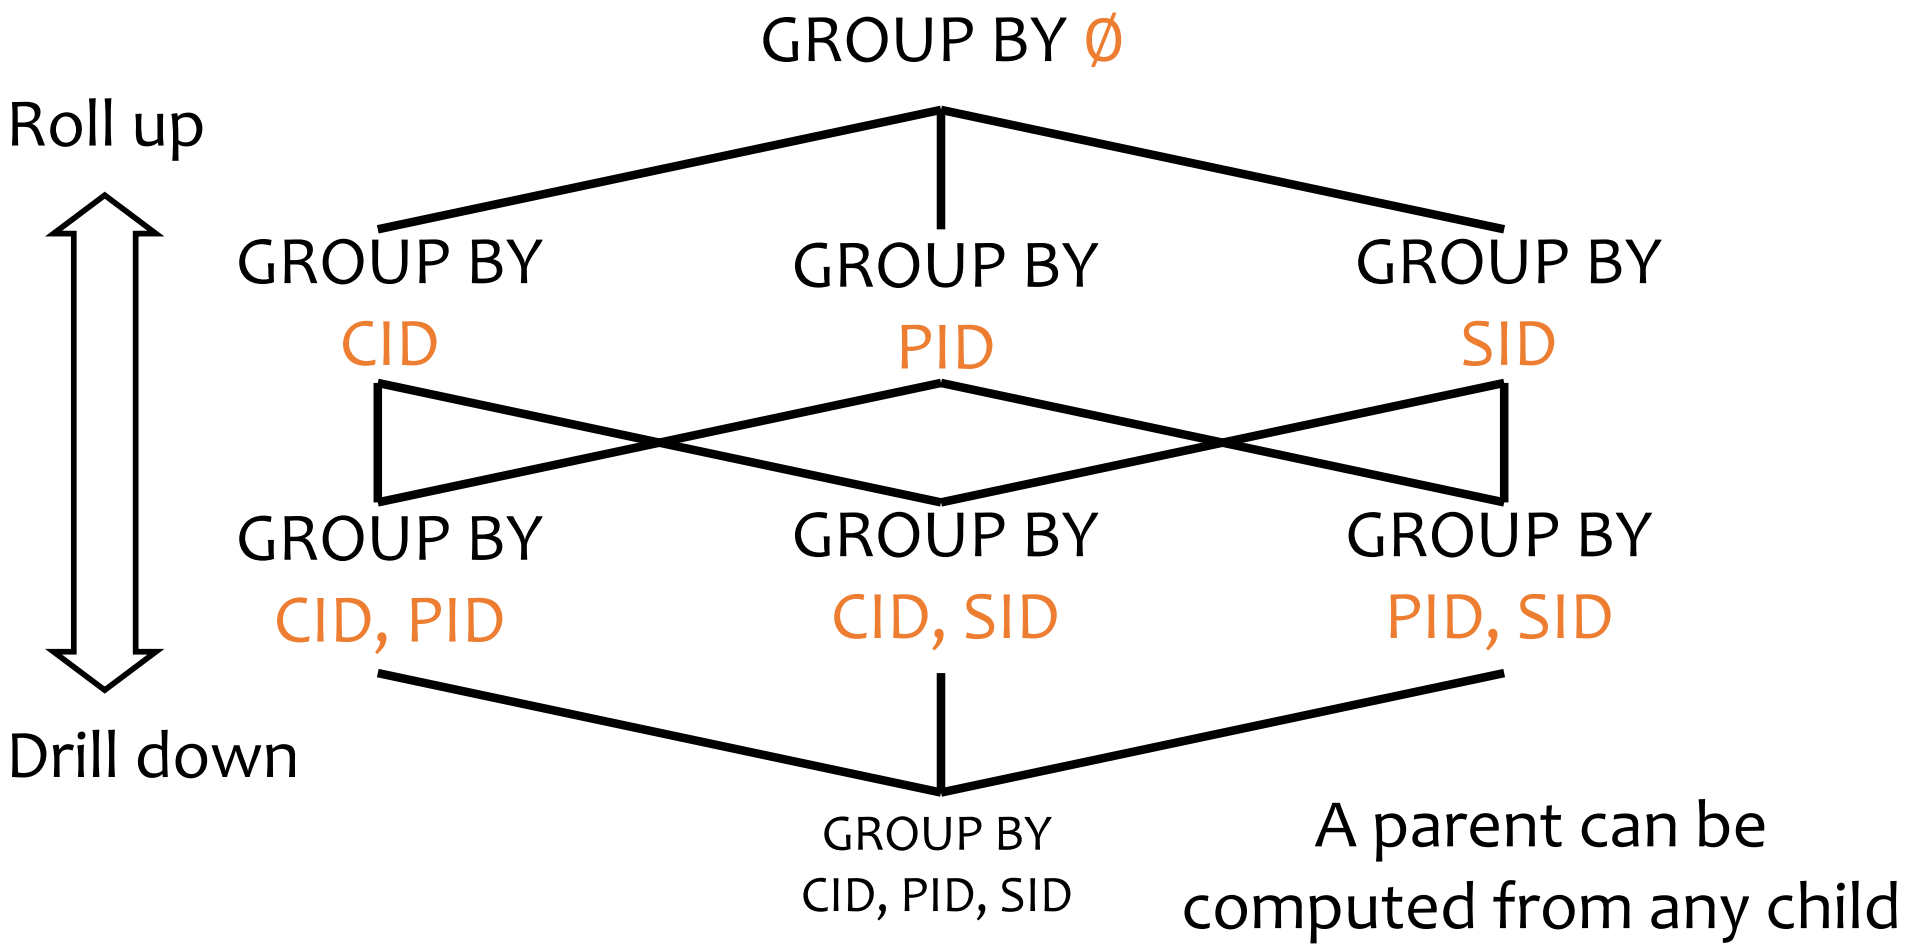 GROUP BY Ø
Roll up
GROUP BY
CID
GROUP BY
PID
GROUP BY
SID
GROUP BY
CID, PID
GROUP BY
CID, SID
GROUP BY
PID, SID
Drill down
GROUP BY
CID, PID, SID
A parent can be
computed from any child